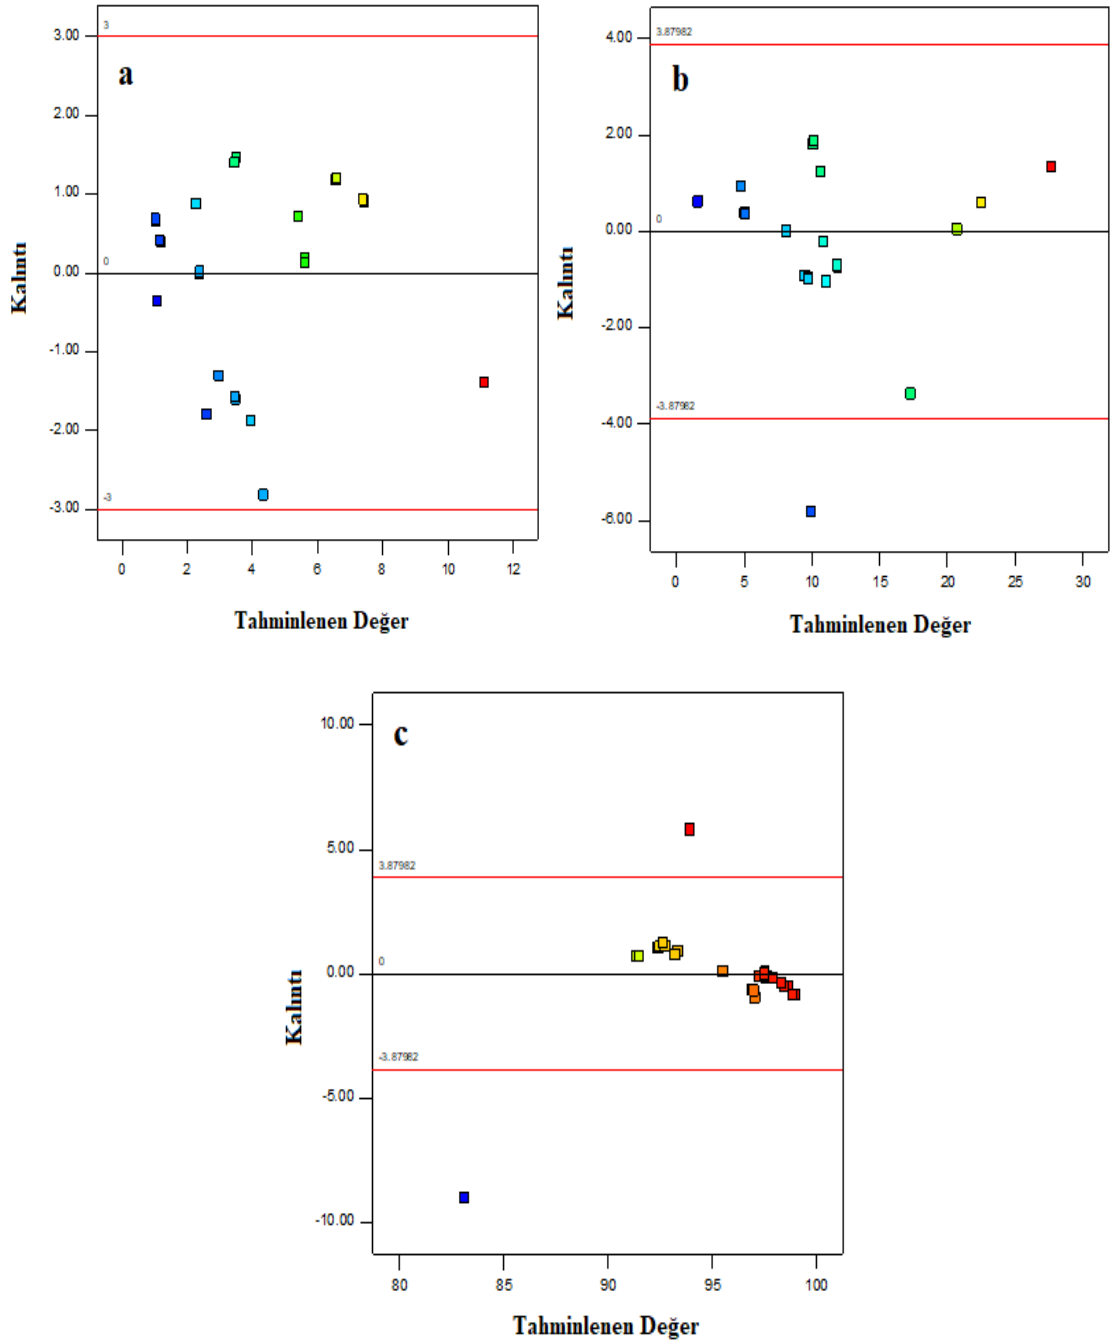 a
3.00
2.00
1.00
0.00
-1.00
-2.00
-3.00
3
0
-3
Kalıntı
0 2 4 6 8 10 12
Tahminlenen Değer
b
4.00
2.00
0.00
-2.00
-4.00
-6.00
3.87982
0
-3.87982
Kalıntı
0 5 10 15 20 25 30
Tahminlenen Değer
c
10.00
5.00
0.00
-5.00
-10.00
3.87982
0
-3.87982
Kalıntı
80 85 90 95 100
Tahminlenen Değer